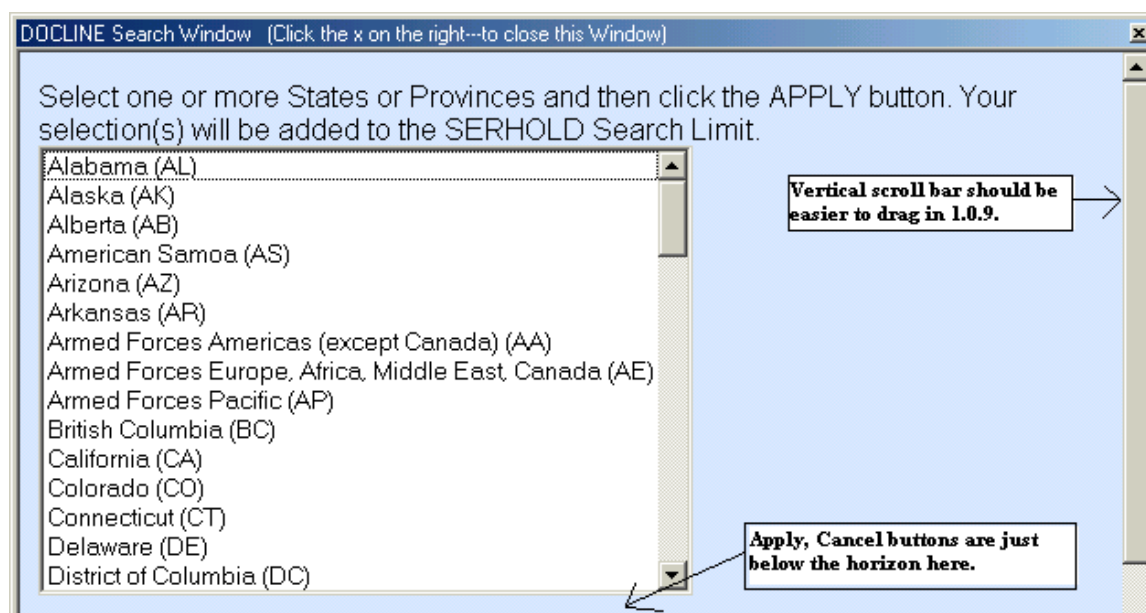 DOCLINE Search Window (Click the x on the right---to close this Window)
Select one or more States or Provinces and then click the APPLY button. Your
selection(s) will be added to the SERHOLD Search Limit.
Alabama (AL)
Alaska (AK)
Alberta (AB)
American Samoa (AS)
Arizona (AZ)
Arkansas (AR)
Armed Forces Americas (except Canada) (AA)
Armed Forces Europe, Africa, Middle East, Canada (AE)
Armed Forces Pacific (AP)
British Columbia (BC)
California (CA)
Colorado (CO)
Connecticut (CT)
Delaware (DE)
District of Columbia (DC)
Vertical scroll bar should be
easier to drag in 1.0.9.
Apply, Cancel buttons are just
below the horizon here.